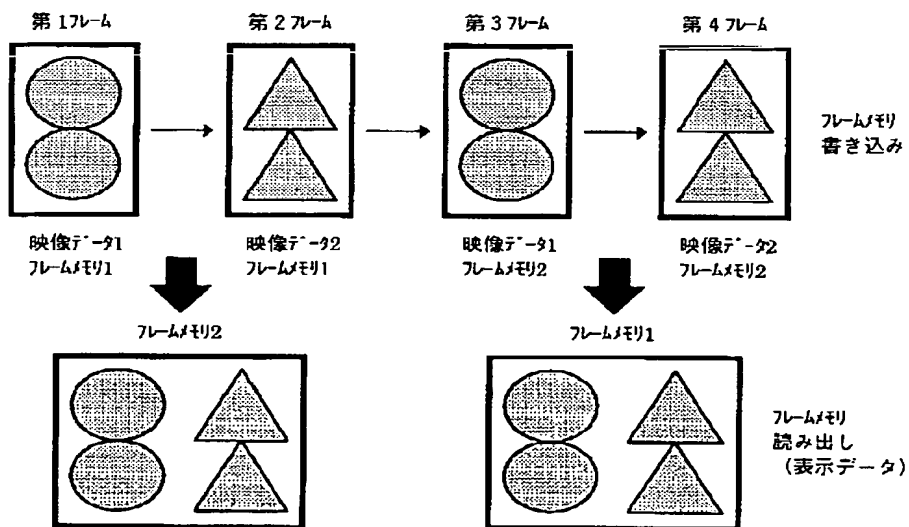 第1フレーム
第2フレーム
第3フレーム
第4フレーム
フレームメモリ
書き込み
映像データ1
フレームメモリ1
映像データ2
フレームメモリ1
映像データ1
フレームメモリ2
映像データ2
フレームメモリ2
フレームメモリ2
フレームメモリ1
フレームメモリ
読み出し
(表示データ)